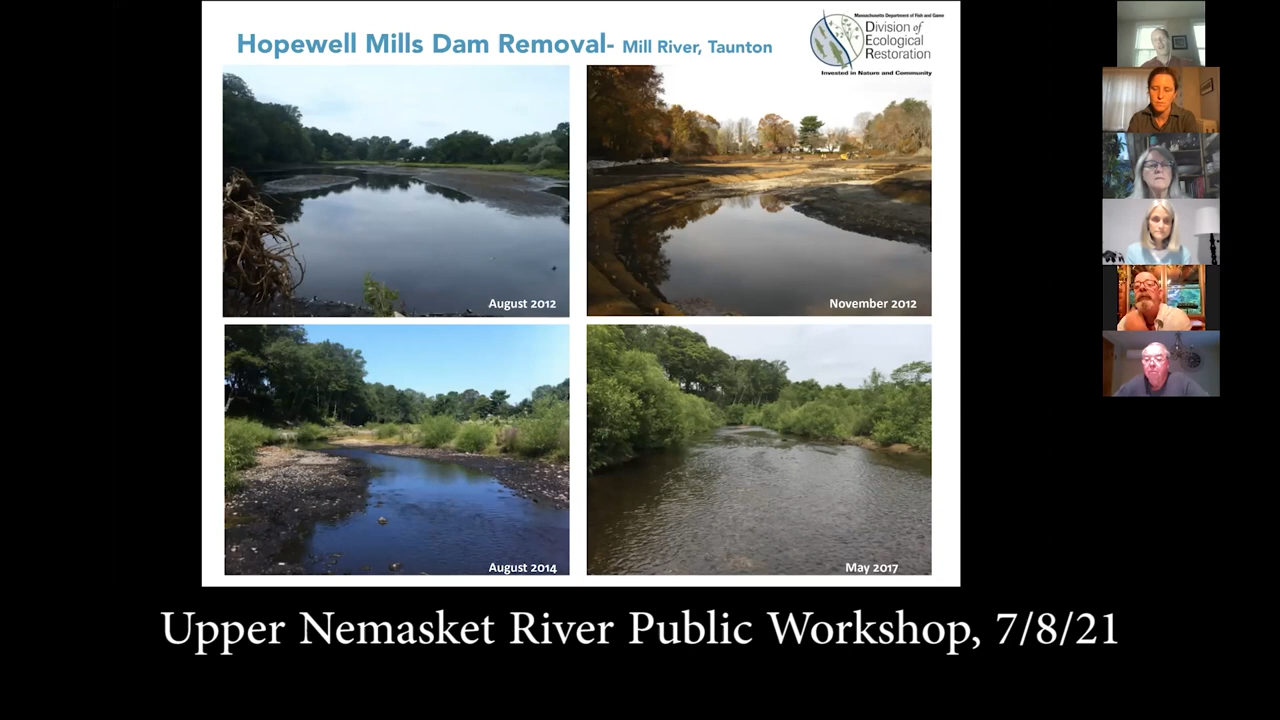 Hopewell Mills Dam Removal- Mill River, Taunton
Massachusetts Department of Fish and Game
Division of
Ecological
Restoration
Invested in Nature and Community
August 2012
November 2012
August 2014
May 2017
Upper Nemasket River Public Workshop, 7/8/21